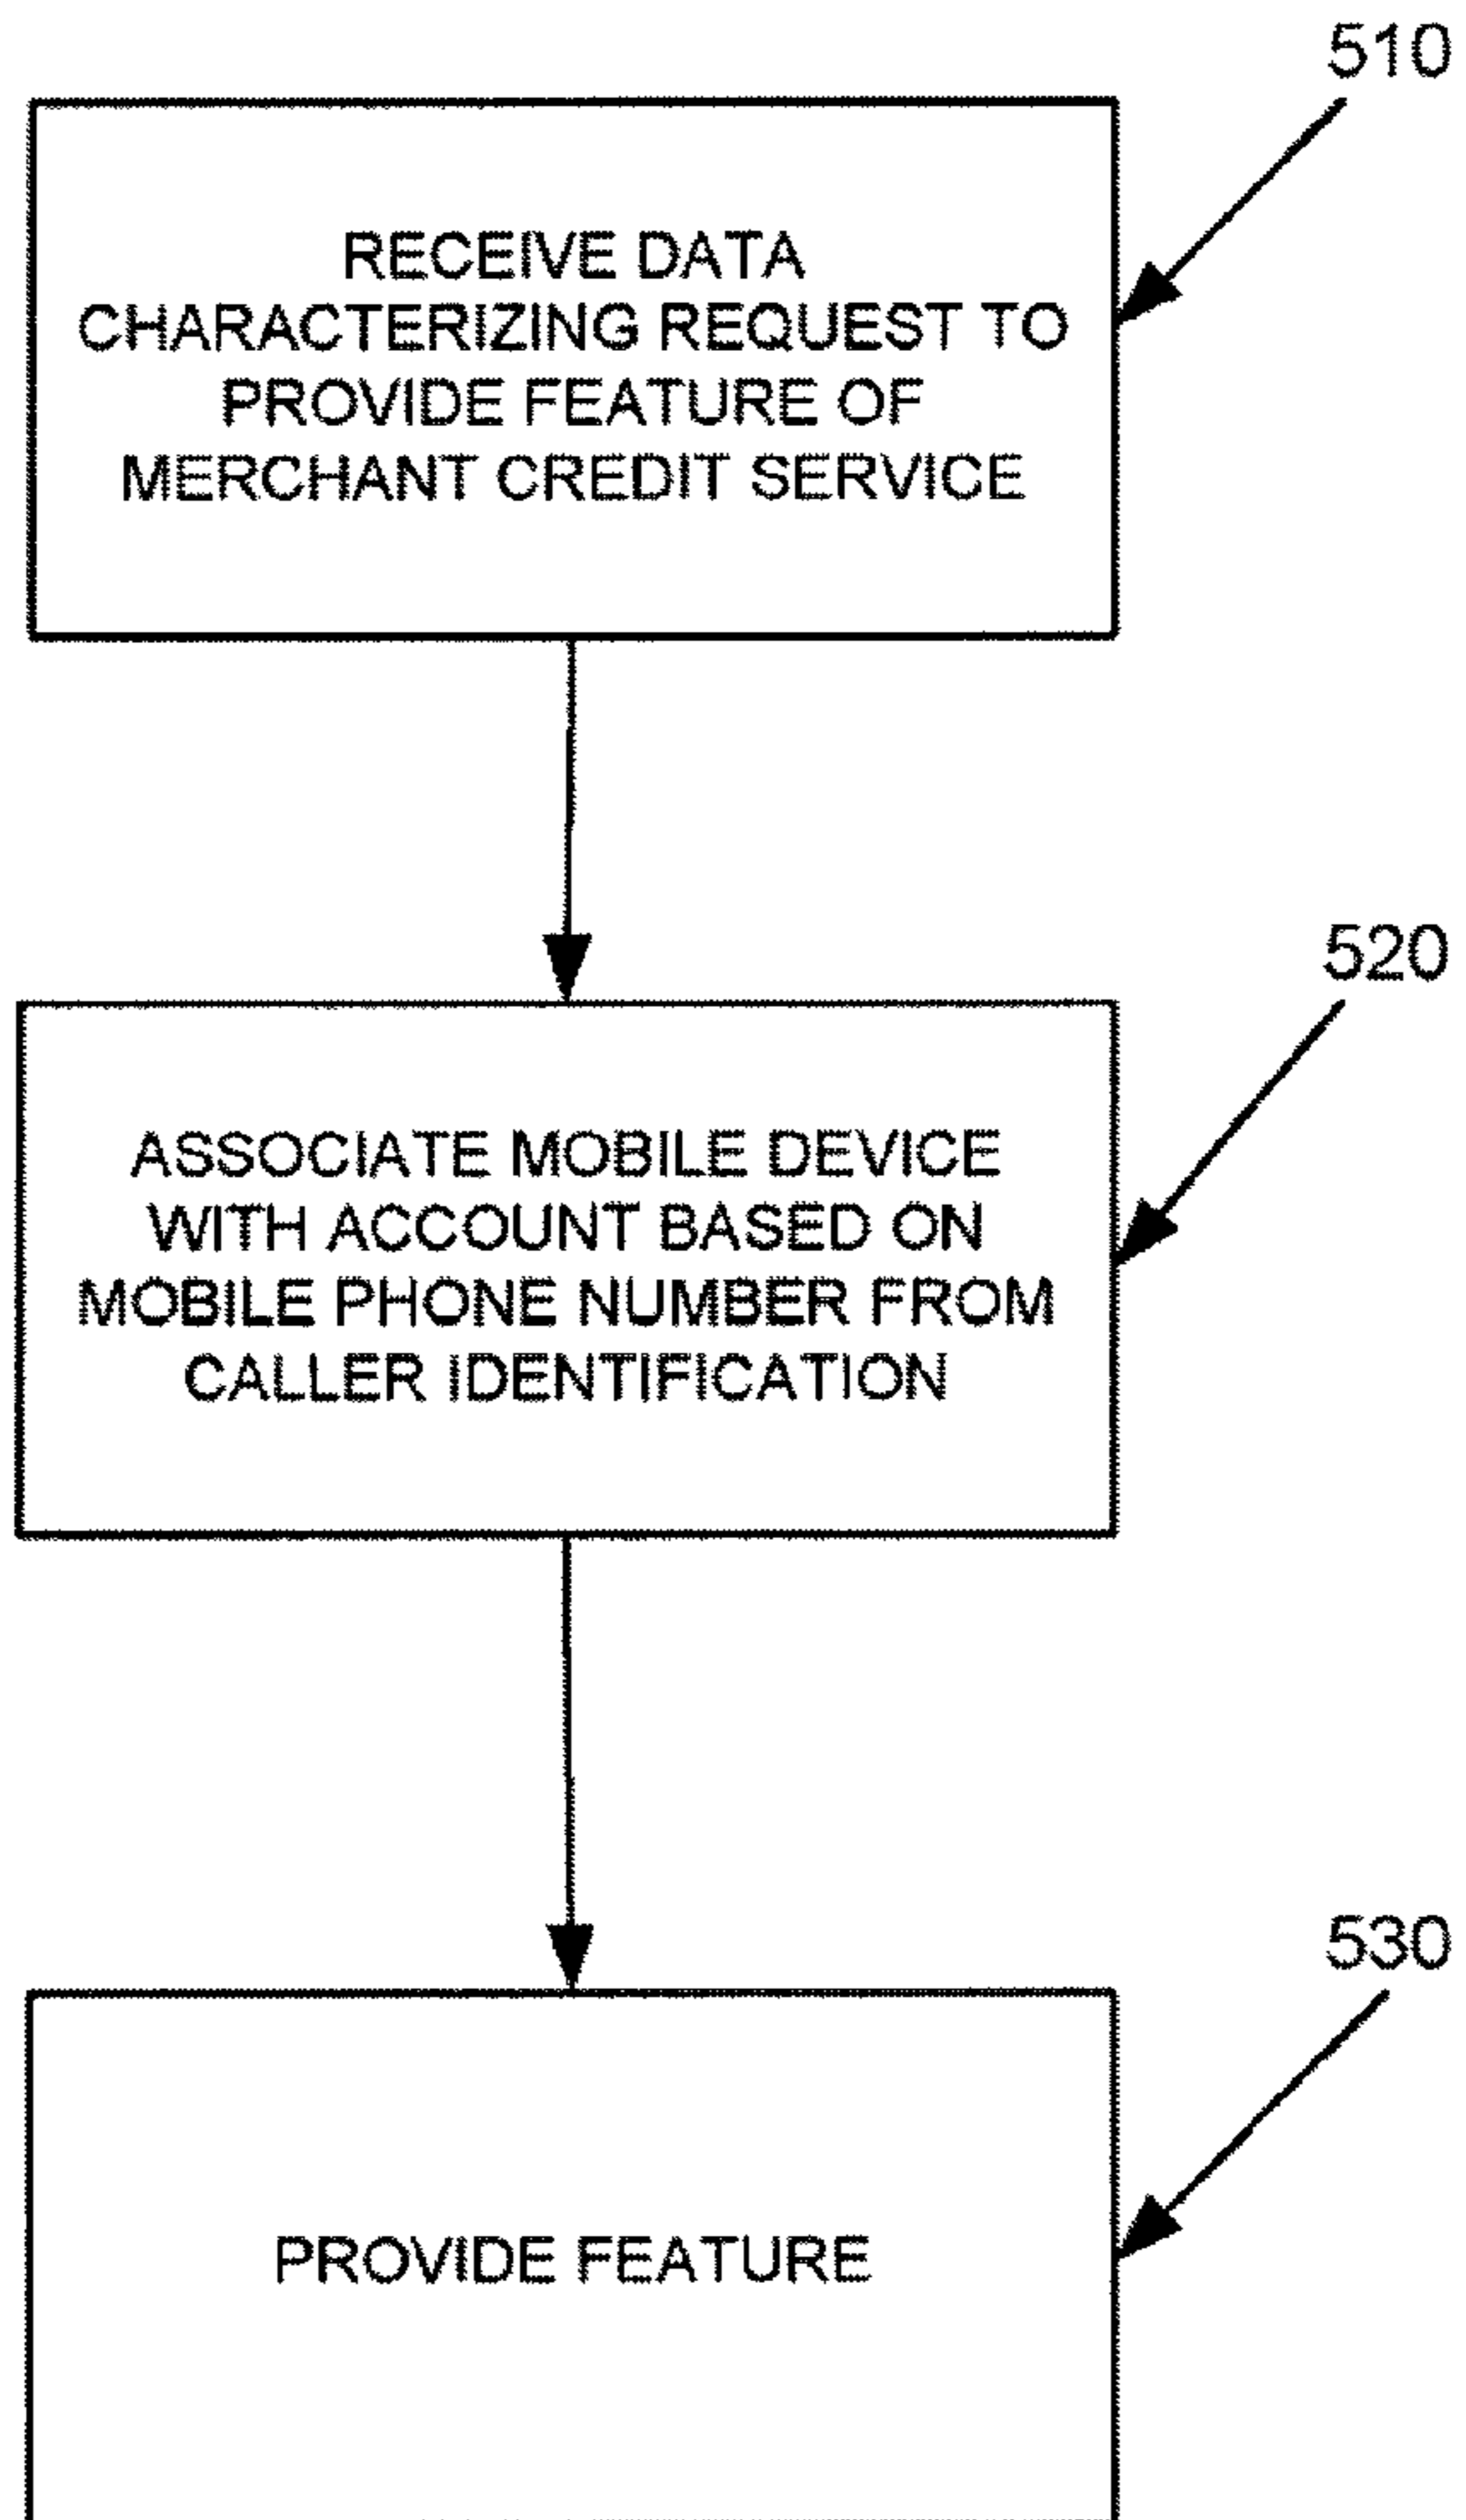 510
RECEIVE DATA
CHARACTERIZING REQUEST TO
PROVIDE FEATURE OF
MERCHANT CREDIT SERVICE
520
ASSOCIATE MOBILE DEVICE
WITH ACCOUNT BASED ON
MOBILE PHONE NUMBER FROM
CALLER IDENTIFICATION
530
PROVIDE FEATURE